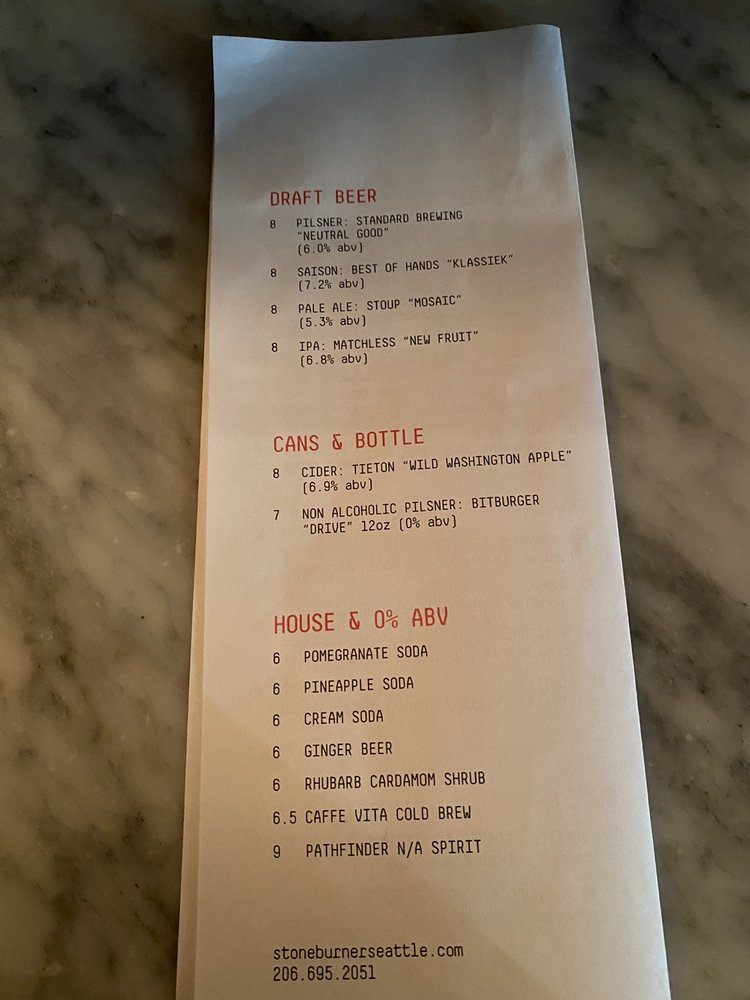 DRAFT BEER
8 PILSNER: STANDARD BREWING
"NEUTRAL GOOD"
(6.0% abv)
8 SAISON: BEST OF HANDS "KLASSIEK"
(7.2% abv)
8 PALE ALE: STOUP "MOSAIC"
(5.3% abv)
8 IPA: MATCHLESS "NEW FRUIT"
(6.8% abv)
CANS & BOTTLE
8 CIDER: TIETON "WILD WASHINGTON APPLE"
(6.9% abv)
7 NON ALCOHOLIC PILSNER: BITBURGER
"DRIVE" 12oz (0% abv)
HOUSE & 0% ABV
6 POMEGRANATE SODA
6 PINEAPPLE SODA
6 CREAM SODA
6 GINGER BEER
6 RHUBARB CARDAMOM SHRUB
6.5 CAFFE VITA COLD BREW
9 PATHFINDER N/A SPIRIT
stoneburnerseattle.com
206.695.2051